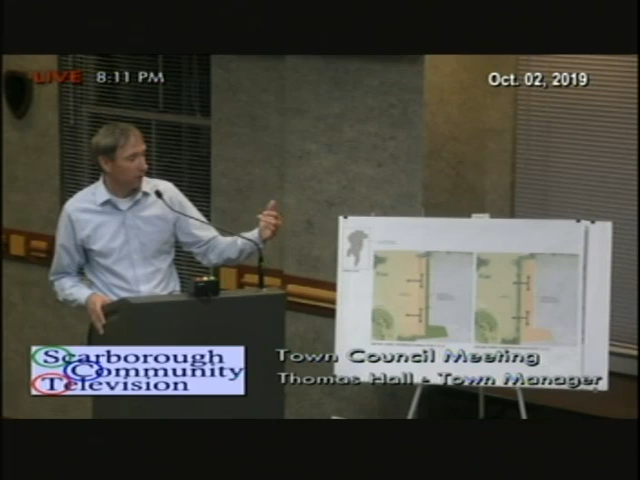 LIVE 8:11 PM
Oct. 02, 2019
Scarborough
Community
Television
Town Council Meeting
Thomas Hall - Town Manager